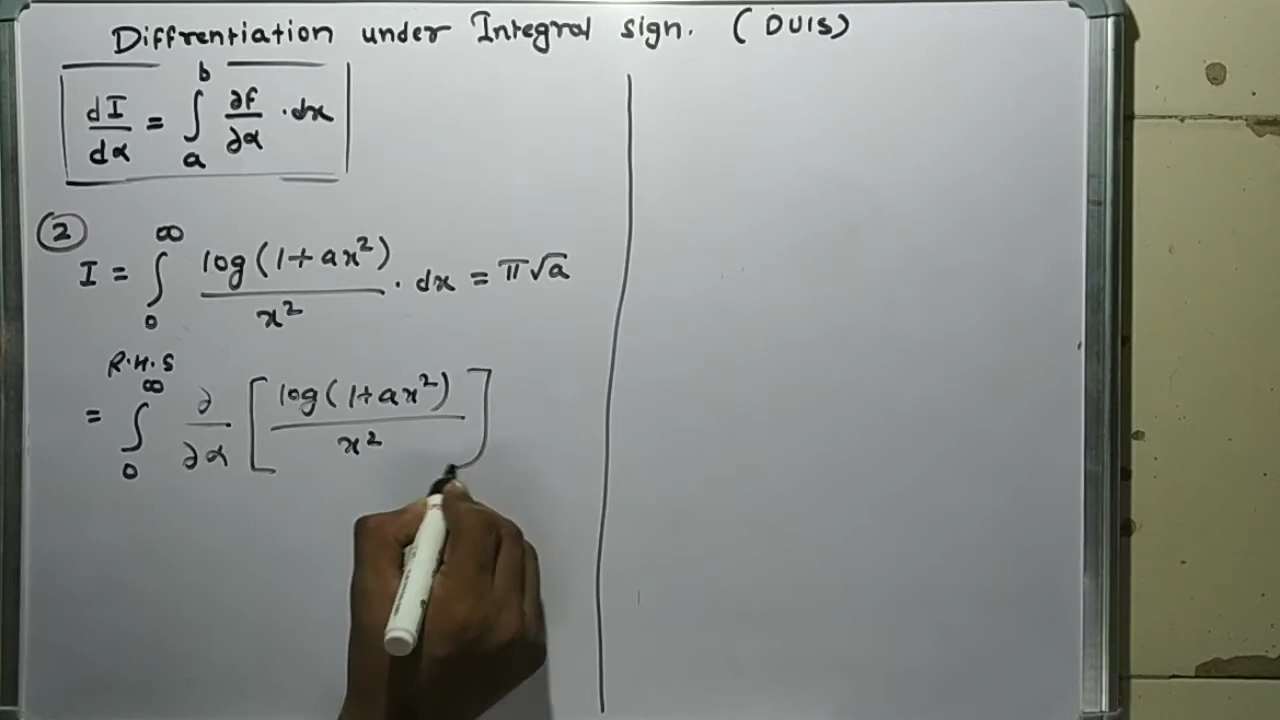 Diffrentiation under Integral sign. (DUIS)
dI/dα = ∫_a^b ∂f/∂α · dx
②
I = ∫_0^∞ log(1+ax²)/x² · dx = π√a
R.H.S
= ∫_0^∞ ∂/∂α [log(1+ax²)/x²]